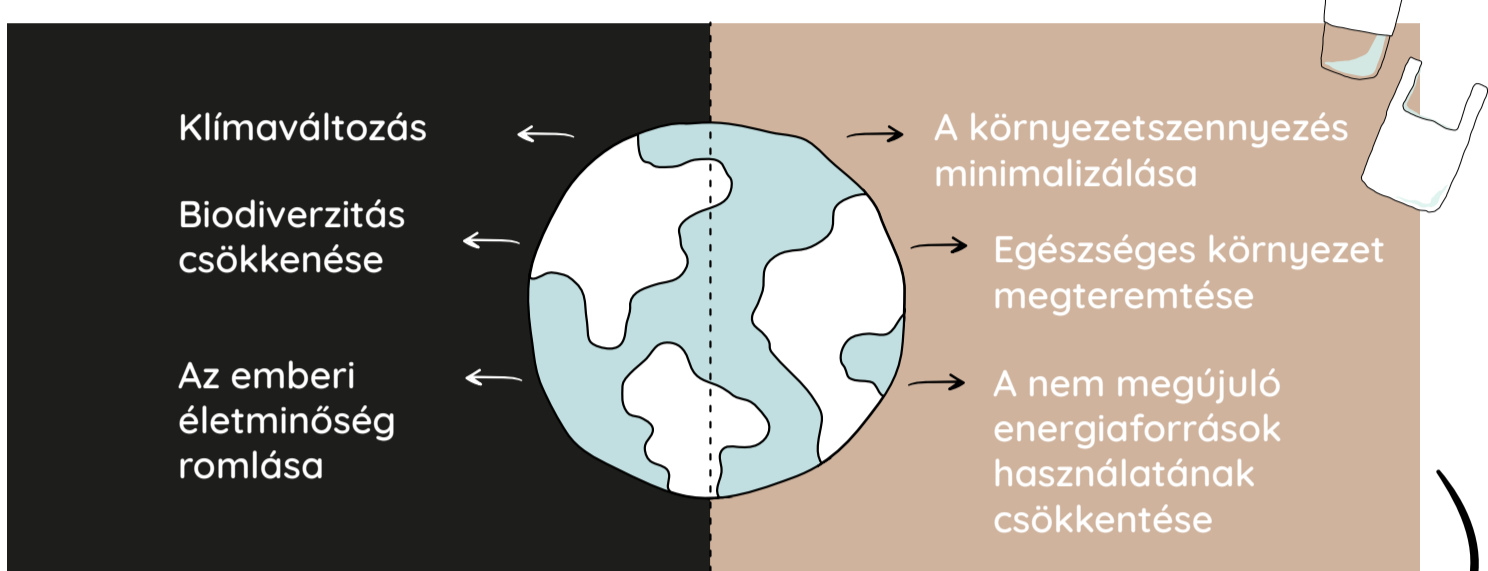 Klímaváltozás
Biodiverzitás
csökkenése
Az emberi
életminőség
romlása
A környezetszennyezés
minimalizálása
Egészséges környezet
megteremtése
A nem megújuló
energiaforrások
használatának
csökkentése